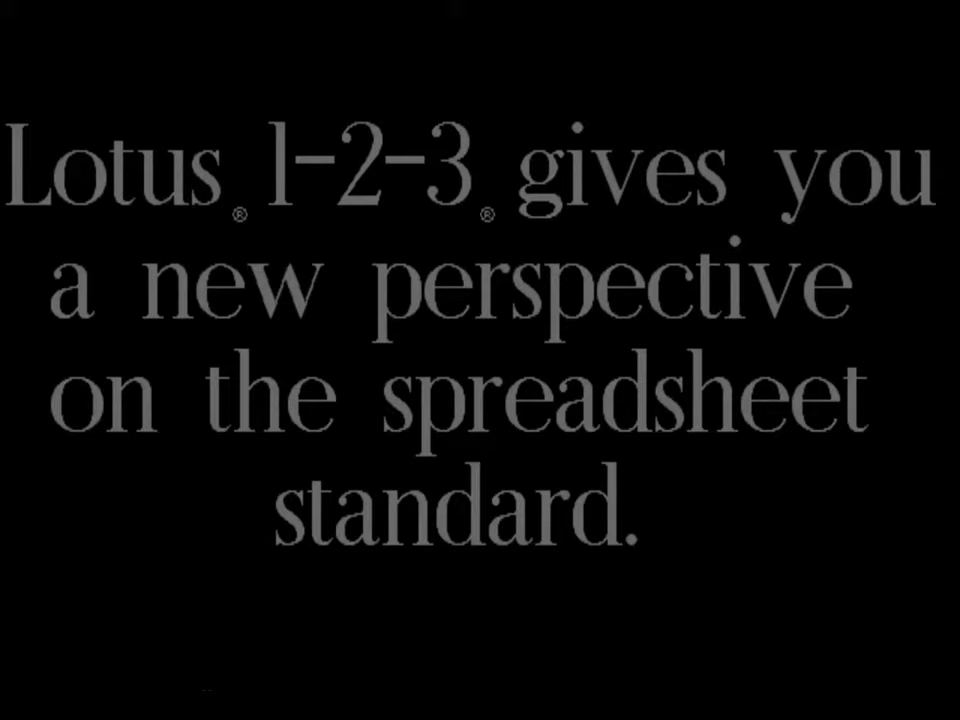 Lotus® 1-2-3® gives you
a new perspective
on the spreadsheet
standard.